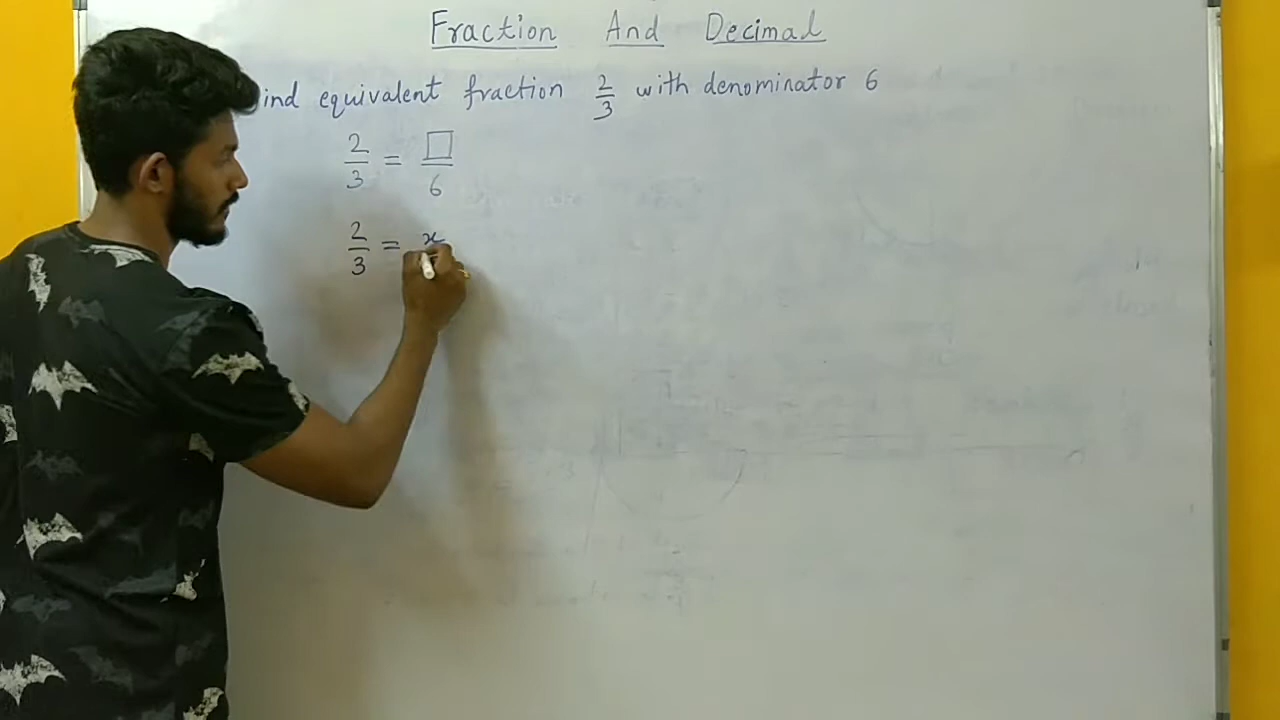 Fraction And Decimal
ind equivalent fraction 2/3 with denominator 6
2/3 = □/6
2/3 = x